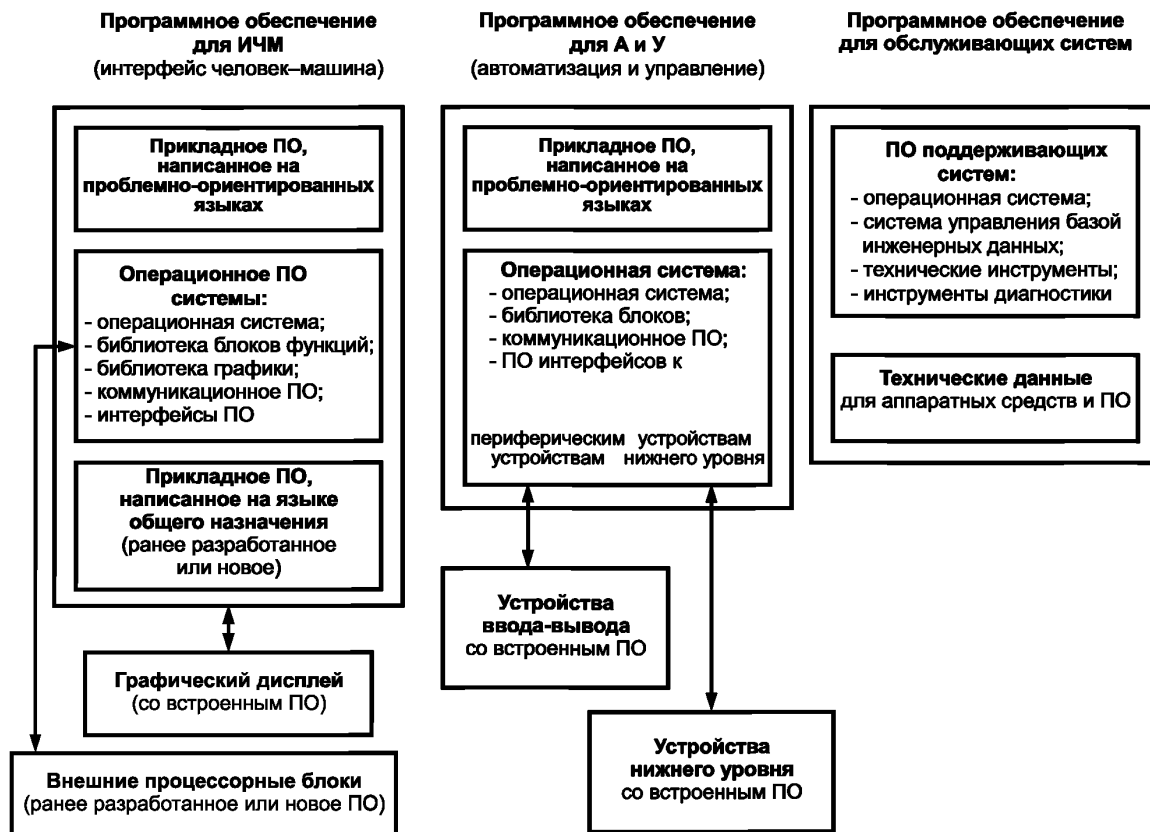 Программное обеспечение
для ИЧМ
(интерфейс человек–машина)
Прикладное ПО,
написанное на
проблемно-ориентированных
языках
Операционное ПО
системы:
- операционная система;
- библиотека блоков функций;
- библиотека графики;
- коммуникационное ПО;
- интерфейсы ПО
Прикладное ПО,
написанное на языке
общего назначения
(ранее разработанное
или новое)
Графический дисплей
(со встроенным ПО)
Внешние процессорные блоки
(ранее разработанное или новое ПО)
Программное обеспечение
для А и У
(автоматизация и управление)
Прикладное ПО,
написанное на
проблемно-ориентированных
языках
Операционная система:
- операционная система;
- библиотека блоков;
- коммуникационное ПО;
- ПО интерфейсов к
периферическим устройствам
устройствам нижнего уровня
Устройства
ввода-вывода
со встроенным ПО
Устройства
нижнего уровня
со встроенным ПО
Программное обеспечение
для обслуживающих систем
ПО поддерживающих
систем:
- операционная система;
- система управления базой
инженерных данных;
- технические инструменты;
- инструменты диагностики
Технические данные
для аппаратных средств и ПО